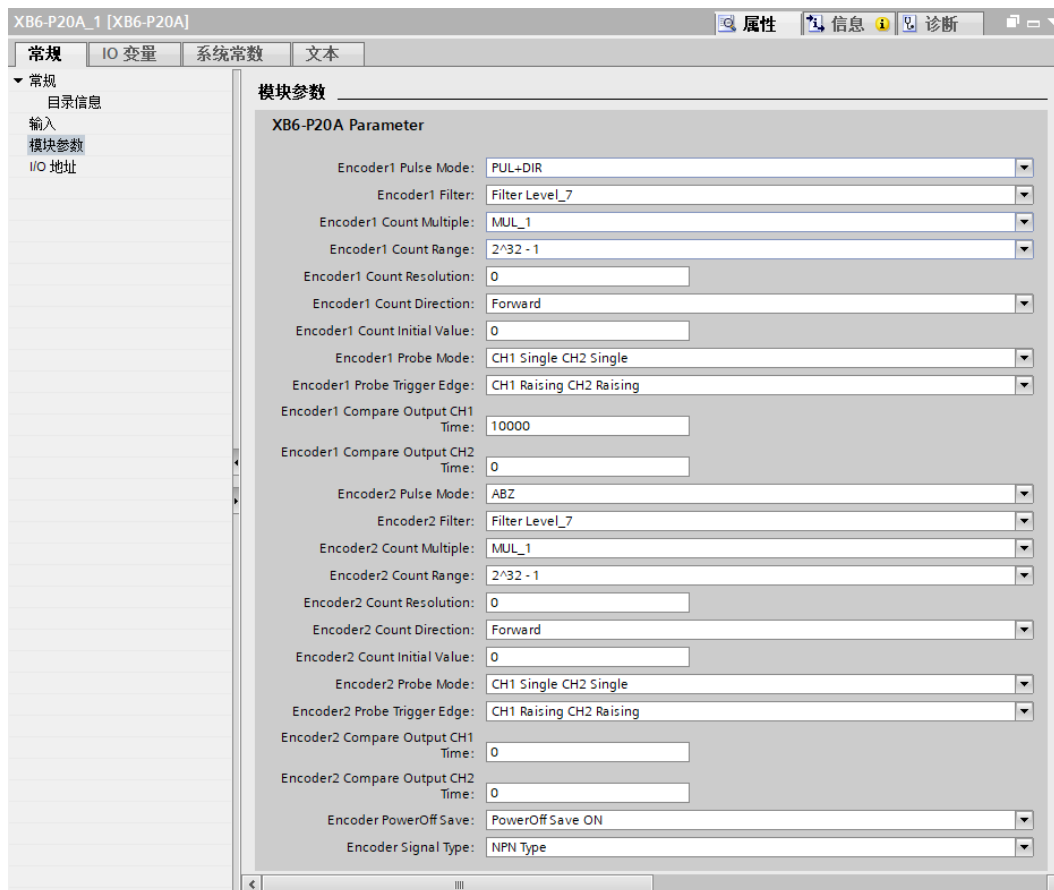 XB6-P20A_1 [XB6-P20A]
属性 信息 诊断
常规 IO 变量 系统常数 文本
常规
目录信息
输入
模块参数
I/O 地址
模块参数
XB6-P20A Parameter
Encoder1 Pulse Mode: PUL+DIR
Encoder1 Filter: Filter Level_7
Encoder1 Count Multiple: MUL_1
Encoder1 Count Range: 2^32 - 1
Encoder1 Count Resolution: 0
Encoder1 Count Direction: Forward
Encoder1 Count Initial Value: 0
Encoder1 Probe Mode: CH1 Single CH2 Single
Encoder1 Probe Trigger Edge: CH1 Raising CH2 Raising
Encoder1 Compare Output CH1
Time: 10000
Encoder1 Compare Output CH2
Time: 0
Encoder2 Pulse Mode: ABZ
Encoder2 Filter: Filter Level_7
Encoder2 Count Multiple: MUL_1
Encoder2 Count Range: 2^32 - 1
Encoder2 Count Resolution: 0
Encoder2 Count Direction: Forward
Encoder2 Count Initial Value: 0
Encoder2 Probe Mode: CH1 Single CH2 Single
Encoder2 Probe Trigger Edge: CH1 Raising CH2 Raising
Encoder2 Compare Output CH1
Time: 0
Encoder2 Compare Output CH2
Time: 0
Encoder PowerOff Save: PowerOff Save ON
Encoder Signal Type: NPN Type